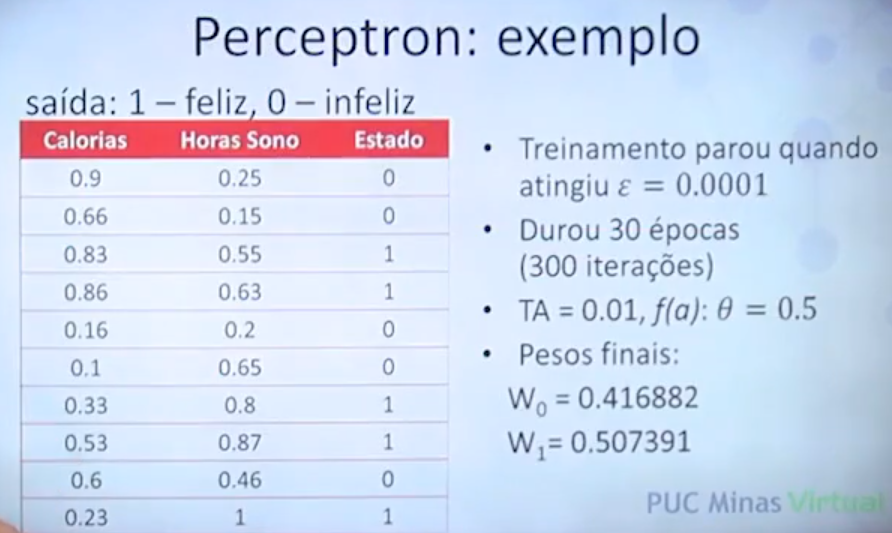 Perceptron: exemplo
saída: 1 – feliz, 0 – infeliz
Calorias Horas Sono Estado
0.9 0.25 0
0.66 0.15 0
0.83 0.55 1
0.86 0.63 1
0.16 0.2 0
0.1 0.65 0
0.33 0.8 1
0.53 0.87 1
0.6 0.46 0
0.23 1 1
• Treinamento parou quando
atingiu ε = 0.0001
• Durou 30 épocas
(300 iterações)
• TA = 0.01, f(a): θ = 0.5
• Pesos finais:
W₀ = 0.416882
W₁= 0.507391
PUC Minas Virtual